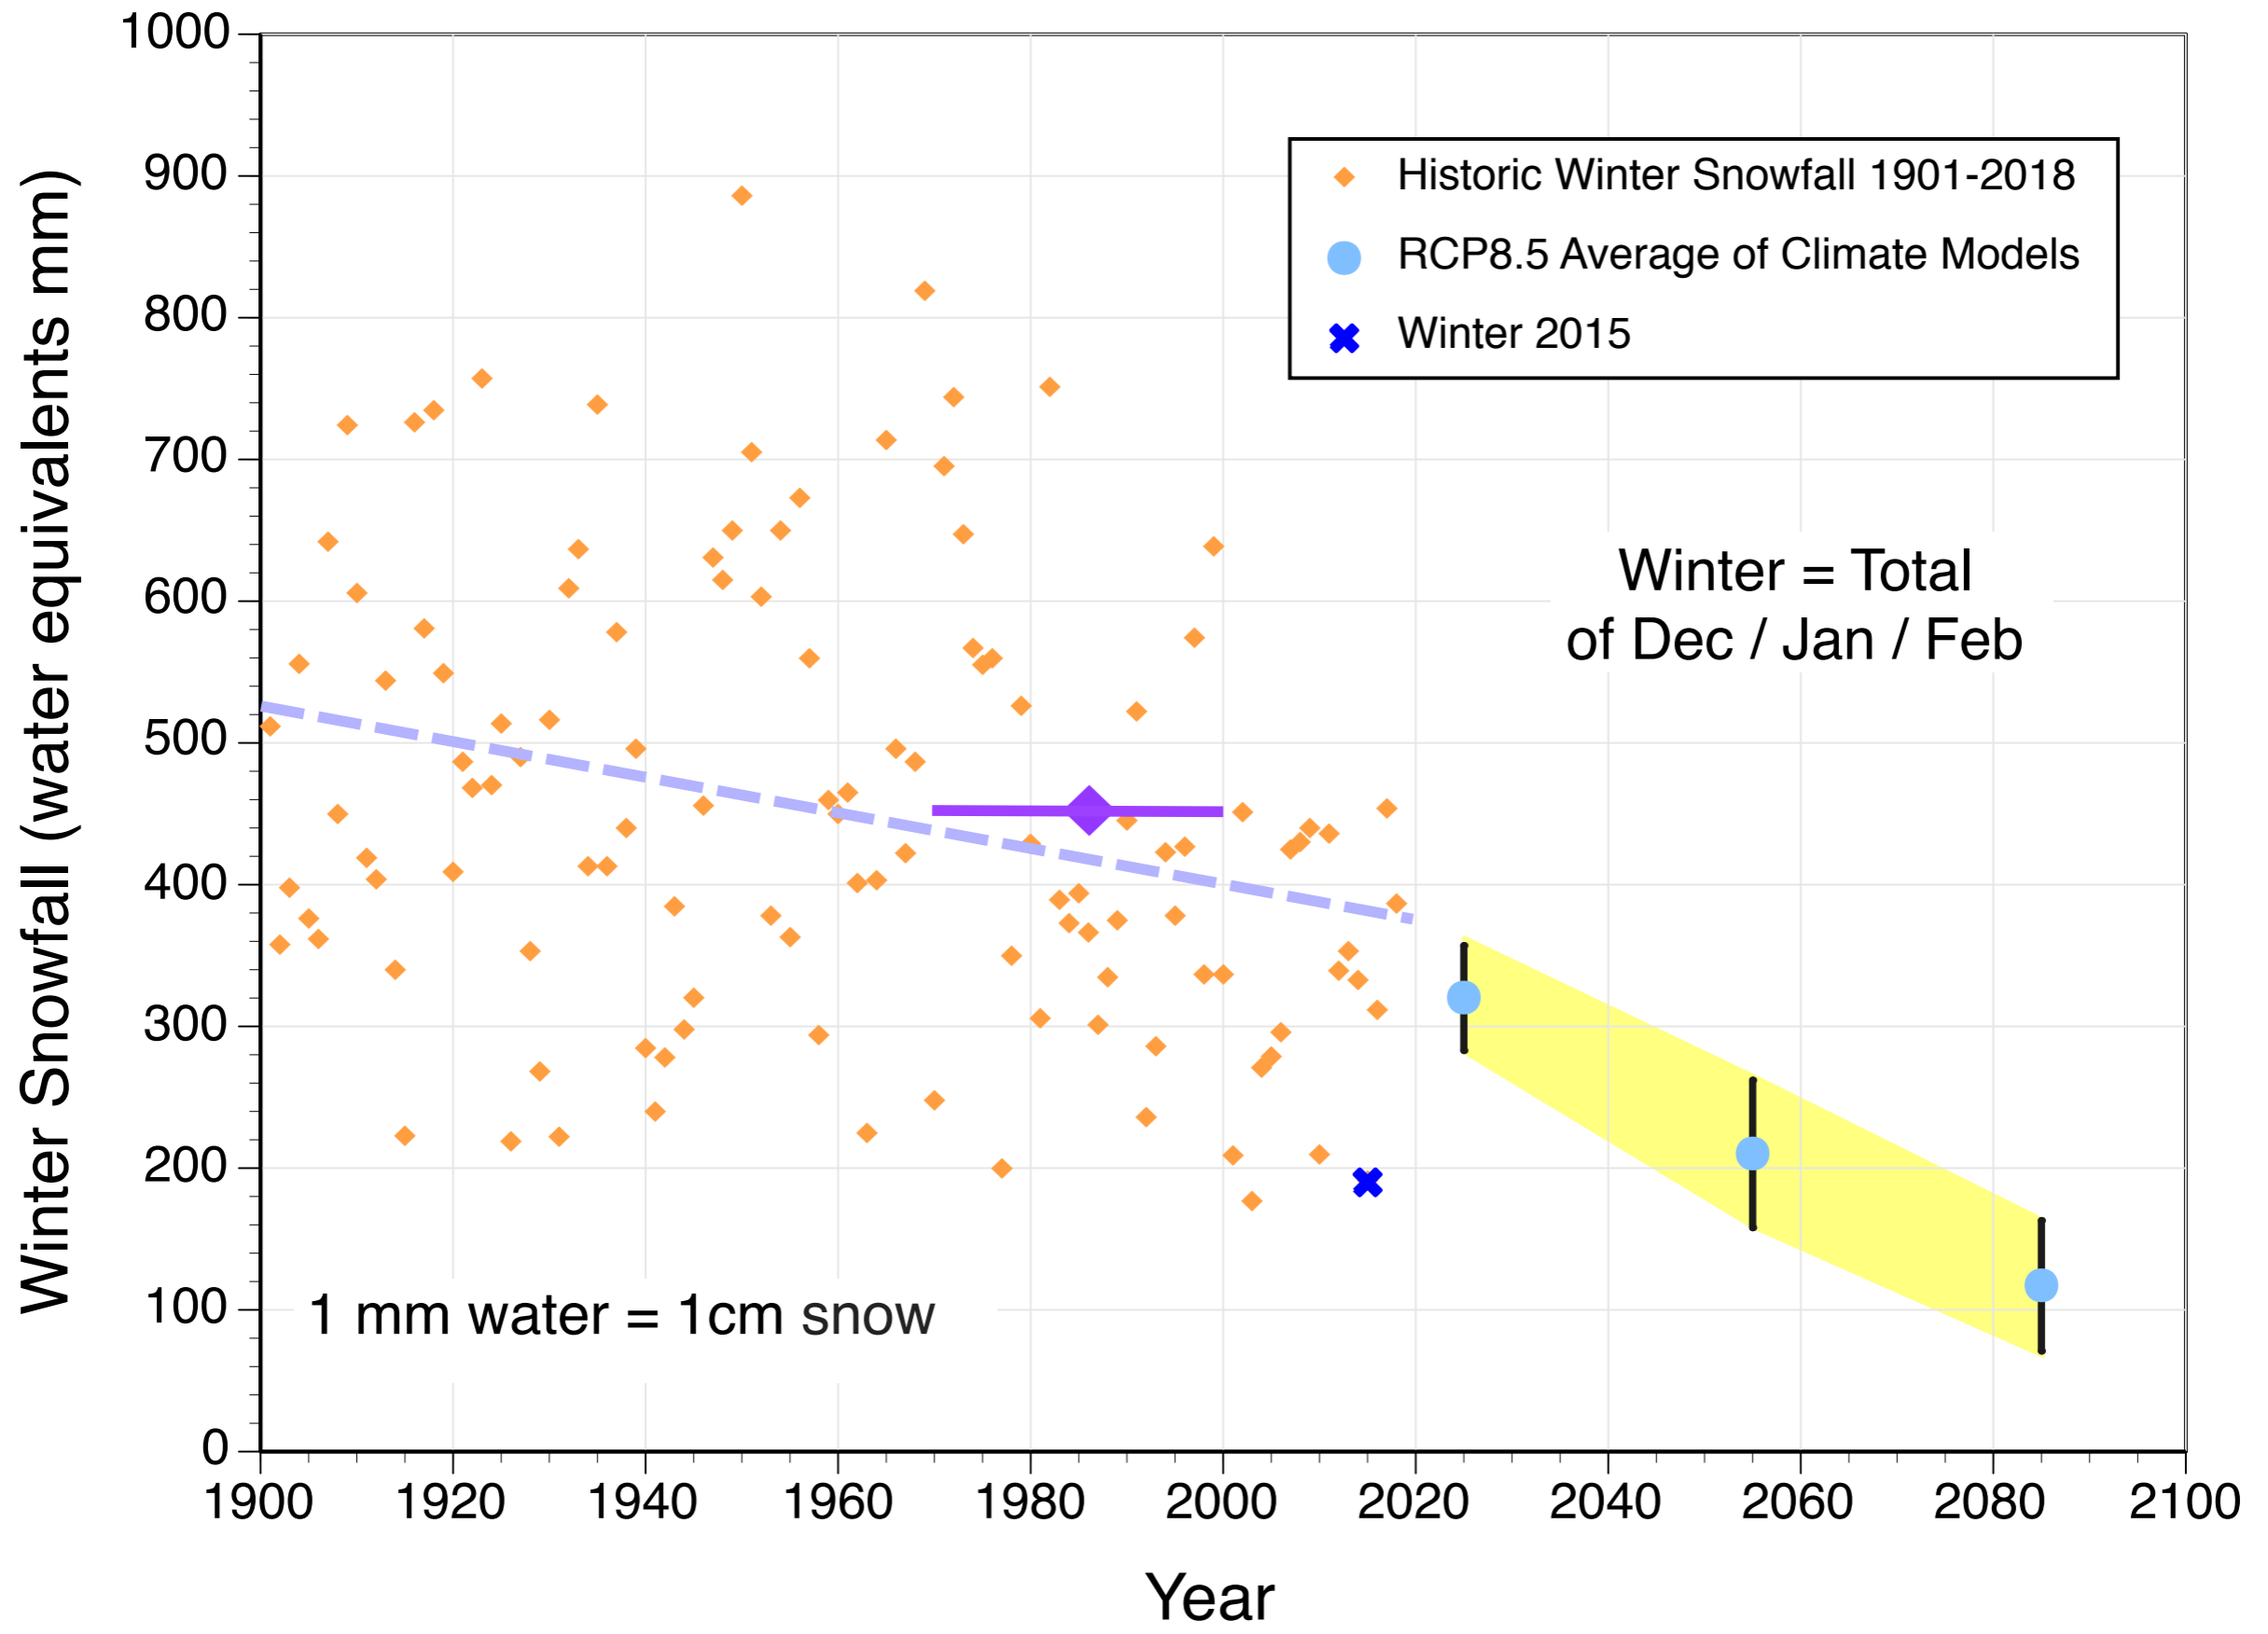 Winter Snowfall (water equivalents mm)
1000
900
800
700
600
500
400
300
200
100
0
Historic Winter Snowfall 1901-2018
RCP8.5 Average of Climate Models
Winter 2015
Winter = Total
of Dec / Jan / Feb
1 mm water = 1cm snow
1900 1920 1940 1960 1980 2000 2020 2040 2060 2080 2100
Year